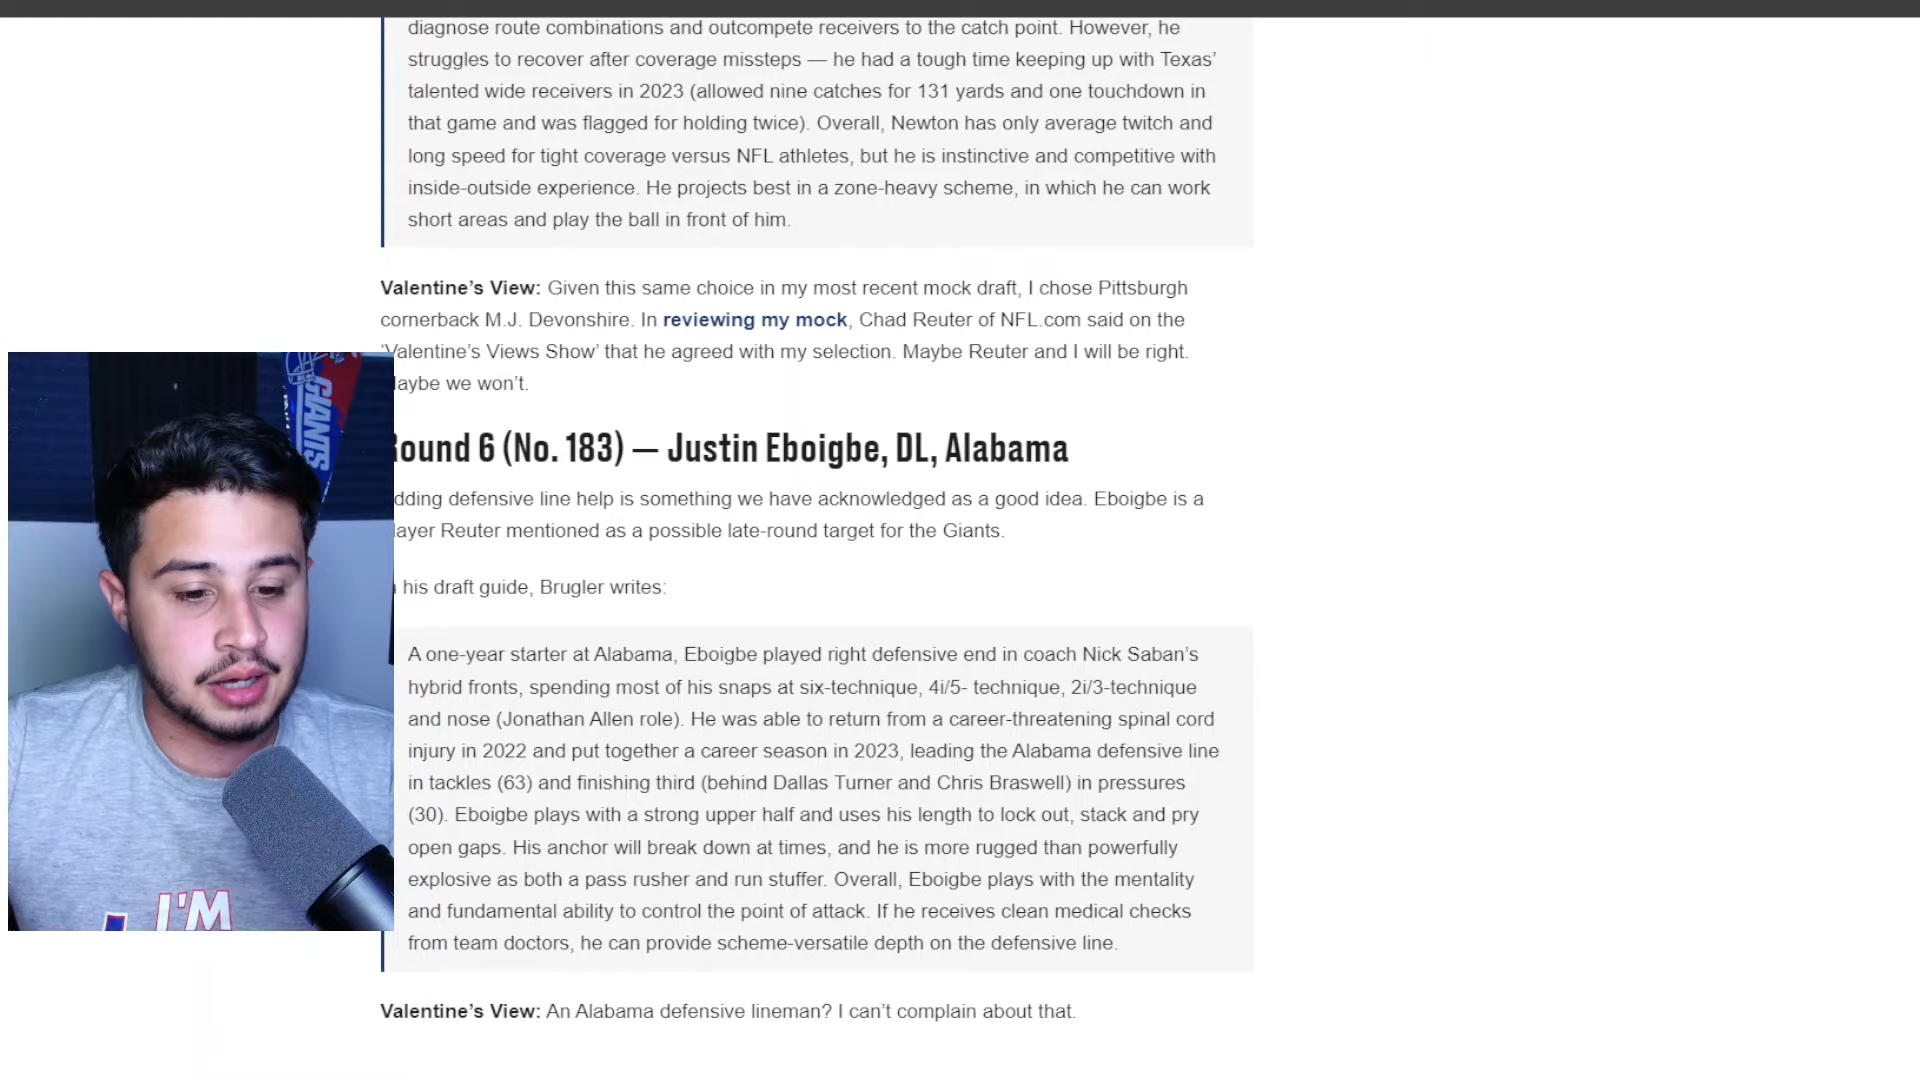 diagnose route combinations and outcompete receivers to the catch point. However, he
struggles to recover after coverage missteps — he had a tough time keeping up with Texas’
talented wide receivers in 2023 (allowed nine catches for 131 yards and one touchdown in
that game and was flagged for holding twice). Overall, Newton has only average twitch and
long speed for tight coverage versus NFL athletes, but he is instinctive and competitive with
inside-outside experience. He projects best in a zone-heavy scheme, in which he can work
short areas and play the ball in front of him.
Valentine’s View: Given this same choice in my most recent mock draft, I chose Pittsburgh
cornerback M.J. Devonshire. In reviewing my mock, Chad Reuter of NFL.com said on the
‘Valentine’s Views Show’ that he agreed with my selection. Maybe Reuter and I will be right.
aybe we won’t.
GIANTS
Round 6 (No. 183) — Justin Eboigbe, DL, Alabama
dding defensive line help is something we have acknowledged as a good idea. Eboigbe is a
layer Reuter mentioned as a possible late-round target for the Giants.
his draft guide, Brugler writes:
A one-year starter at Alabama, Eboigbe played right defensive end in coach Nick Saban’s
hybrid fronts, spending most of his snaps at six-technique, 4i/5- technique, 2i/3-technique
and nose (Jonathan Allen role). He was able to return from a career-threatening spinal cord
injury in 2022 and put together a career season in 2023, leading the Alabama defensive line
in tackles (63) and finishing third (behind Dallas Turner and Chris Braswell) in pressures
(30). Eboigbe plays with a strong upper half and uses his length to lock out, stack and pry
open gaps. His anchor will break down at times, and he is more rugged than powerfully
explosive as both a pass rusher and run stuffer. Overall, Eboigbe plays with the mentality
and fundamental ability to control the point of attack. If he receives clean medical checks
from team doctors, he can provide scheme-versatile depth on the defensive line.
I'M
Valentine’s View: An Alabama defensive lineman? I can’t complain about that.